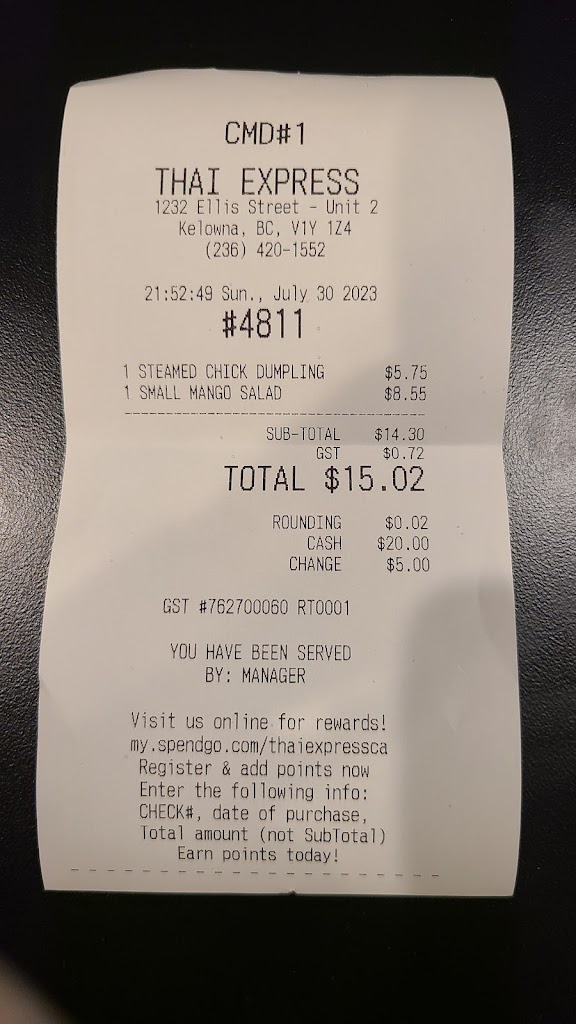 CMD#1
THAI EXPRESS
1232 Ellis Street - Unit 2
Kelowna, BC, V1Y 1Z4
(236) 420-1552
21:52:49 Sun., July 30 2023
#4811
1 STEAMED CHICK DUMPLING $5.75
1 SMALL MANGO SALAD $8.55
SUB-TOTAL $14.30
GST $0.72
TOTAL $15.02
ROUNDING $0.02
CASH $20.00
CHANGE $5.00
GST #762700060 RT0001
YOU HAVE BEEN SERVED
BY: MANAGER
Visit us online for rewards!
my.spendgo.com/thaiexpressca
Register & add points now
Enter the following info:
CHECK#, date of purchase,
Total amount (not SubTotal)
Earn points today!